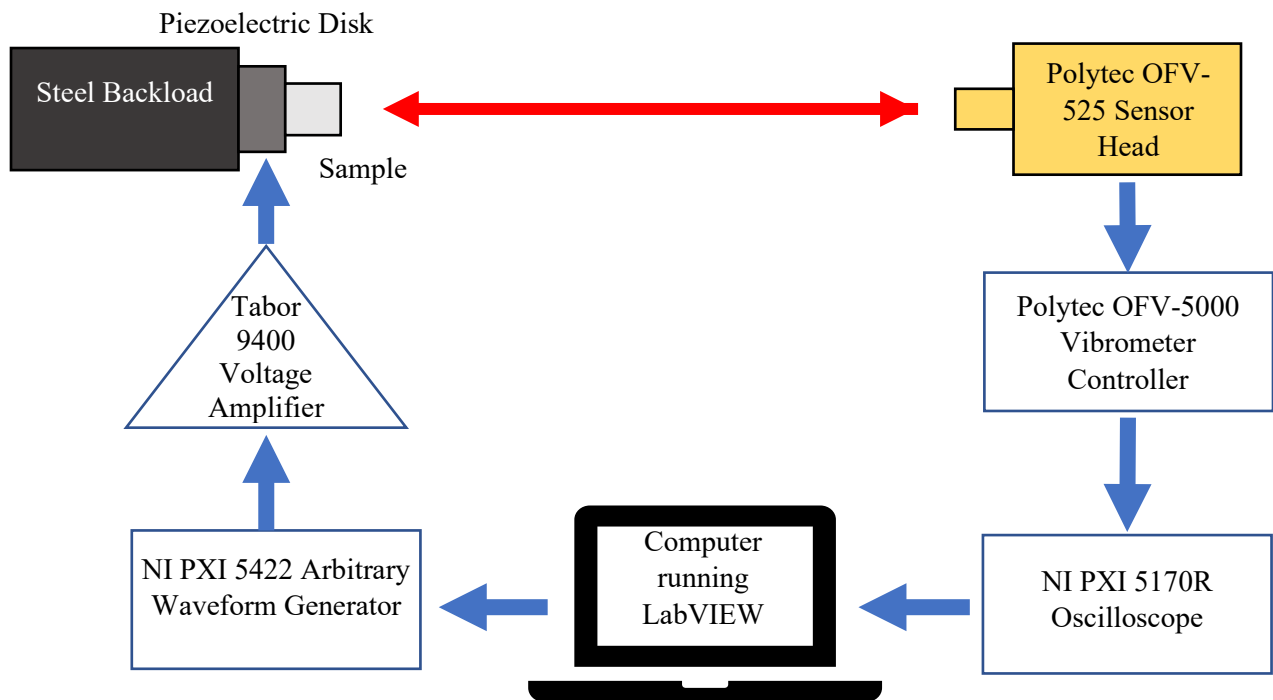 Piezoelectric Disk
Steel Backload
Sample
Polytec OFV-
525 Sensor
Head
Tabor
9400
Voltage
Amplifier
Polytec OFV-5000
Vibrometer
Controller
NI PXI 5422 Arbitrary
Waveform Generator
Computer
running
LabVIEW
NI PXI 5170R
Oscilloscope